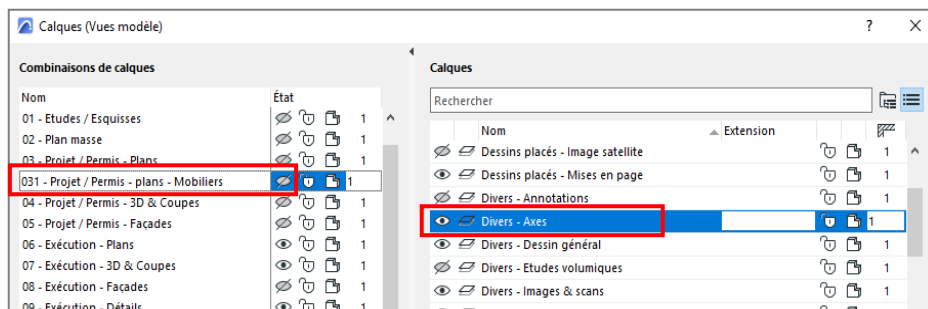 Calques (Vues modèle) ?
Combinaisons de calques
Nom État
01 - Etudes / Esquisses 1
02 - Plan masse 1
03 - Projet / Permis - Plans 1
031 - Projet / Permis - plans - Mobiliers 1
04 - Projet / Permis - 3D & Coupes 1
05 - Projet / Permis - Façades 1
06 - Exécution - Plans 1
07 - Exécution - 3D & Coupes 1
08 - Exécution - Façades 1
09 - Exécution - Détails 1
Calques
Rechercher
Nom Extension
Dessins placés - Image satellite 1
Dessins placés - Mises en page 1
Divers - Annotations 1
Divers - Axes 1
Divers - Dessin général 1
Divers - Etudes volumiques 1
Divers - Images & scans 1